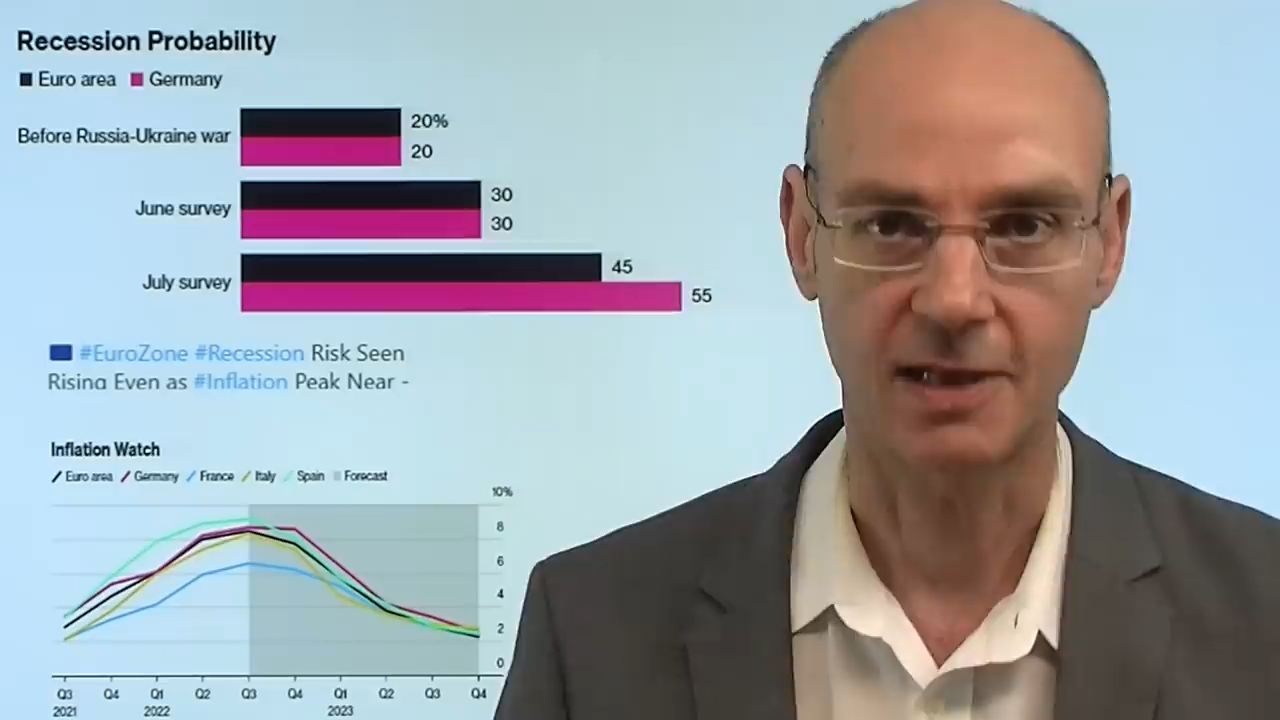 Recession Probability
Euro area Germany
Before Russia-Ukraine war 20%
20
June survey 30
30
July survey 45
55
#EuroZone #Recession Risk Seen
Rising Even as #Inflation Peak Near -
Inflation Watch
Euro area Germany France Italy Spain Forecast
10%
8
6
4
2
0
Q3 Q4 Q1 Q2 Q3 Q4 Q1 Q2 Q3 Q4
2021 2022 2023